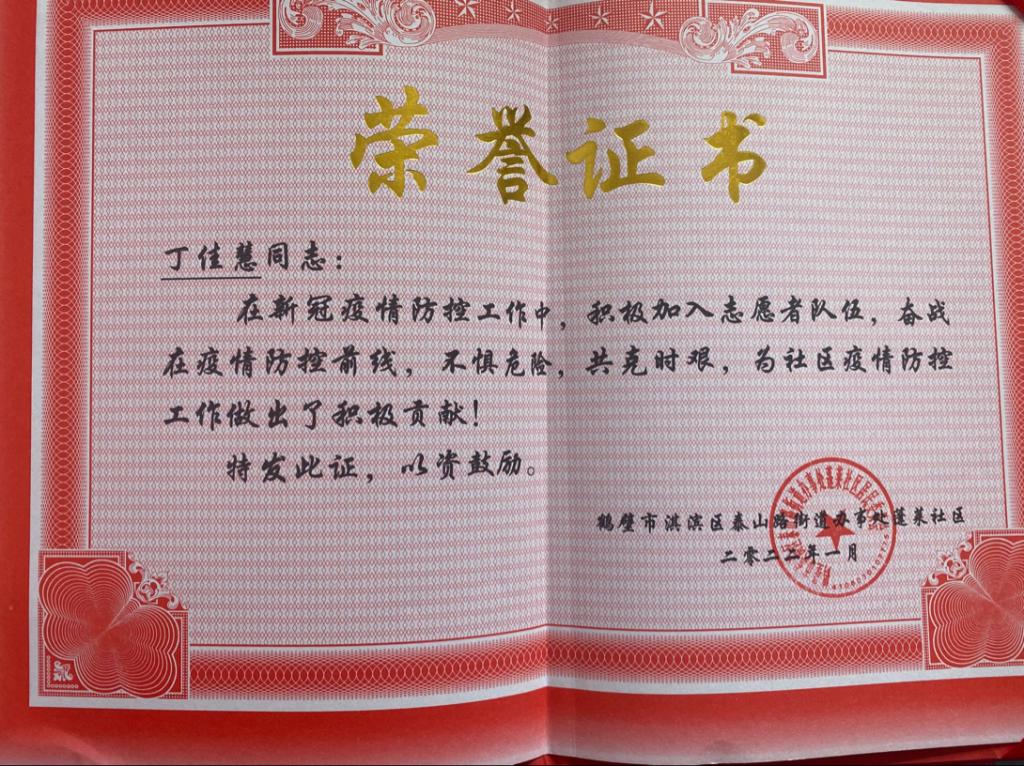 荣誉证书
丁佳慧同志：
在新冠疫情防控工作中，积极加入志愿者队伍，奋战
在疫情防控前线，不惧危险，共克时艰，为社区疫情防控
工作做出了积极贡献！
特发此证，以资鼓励。
鹤壁市淇滨区泰山路街道办事处蓬莱社区
二零二二年一月